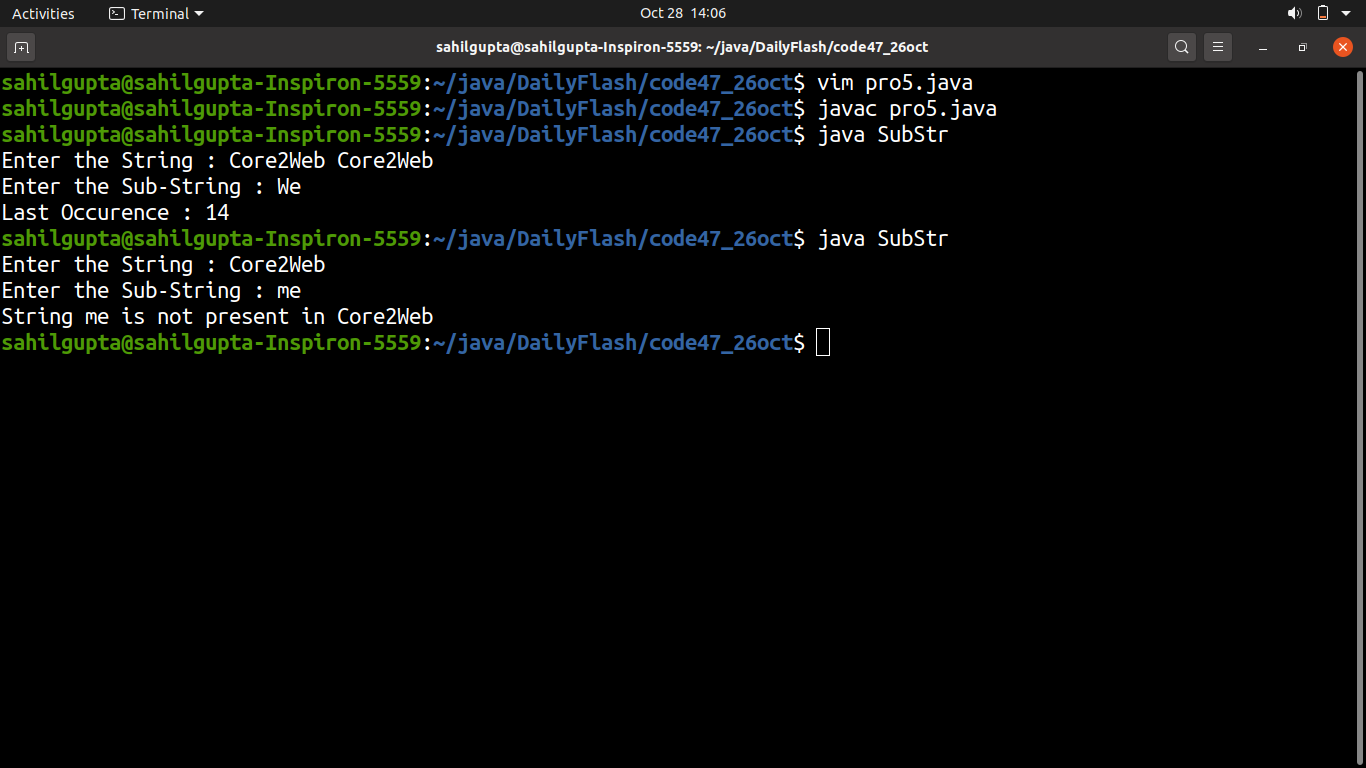 Activities Terminal Oct 28 14:06
sahilgupta@sahilgupta-Inspiron-5559: ~/java/DailyFlash/code47_26oct
sahilgupta@sahilgupta-Inspiron-5559:~/java/DailyFlash/code47_26oct$ vim pro5.java
sahilgupta@sahilgupta-Inspiron-5559:~/java/DailyFlash/code47_26oct$ javac pro5.java
sahilgupta@sahilgupta-Inspiron-5559:~/java/DailyFlash/code47_26oct$ java SubStr
Enter the String : Core2Web Core2Web
Enter the Sub-String : We
Last Occurence : 14
sahilgupta@sahilgupta-Inspiron-5559:~/java/DailyFlash/code47_26oct$ java SubStr
Enter the String : Core2Web
Enter the Sub-String : me
String me is not present in Core2Web
sahilgupta@sahilgupta-Inspiron-5559:~/java/DailyFlash/code47_26oct$